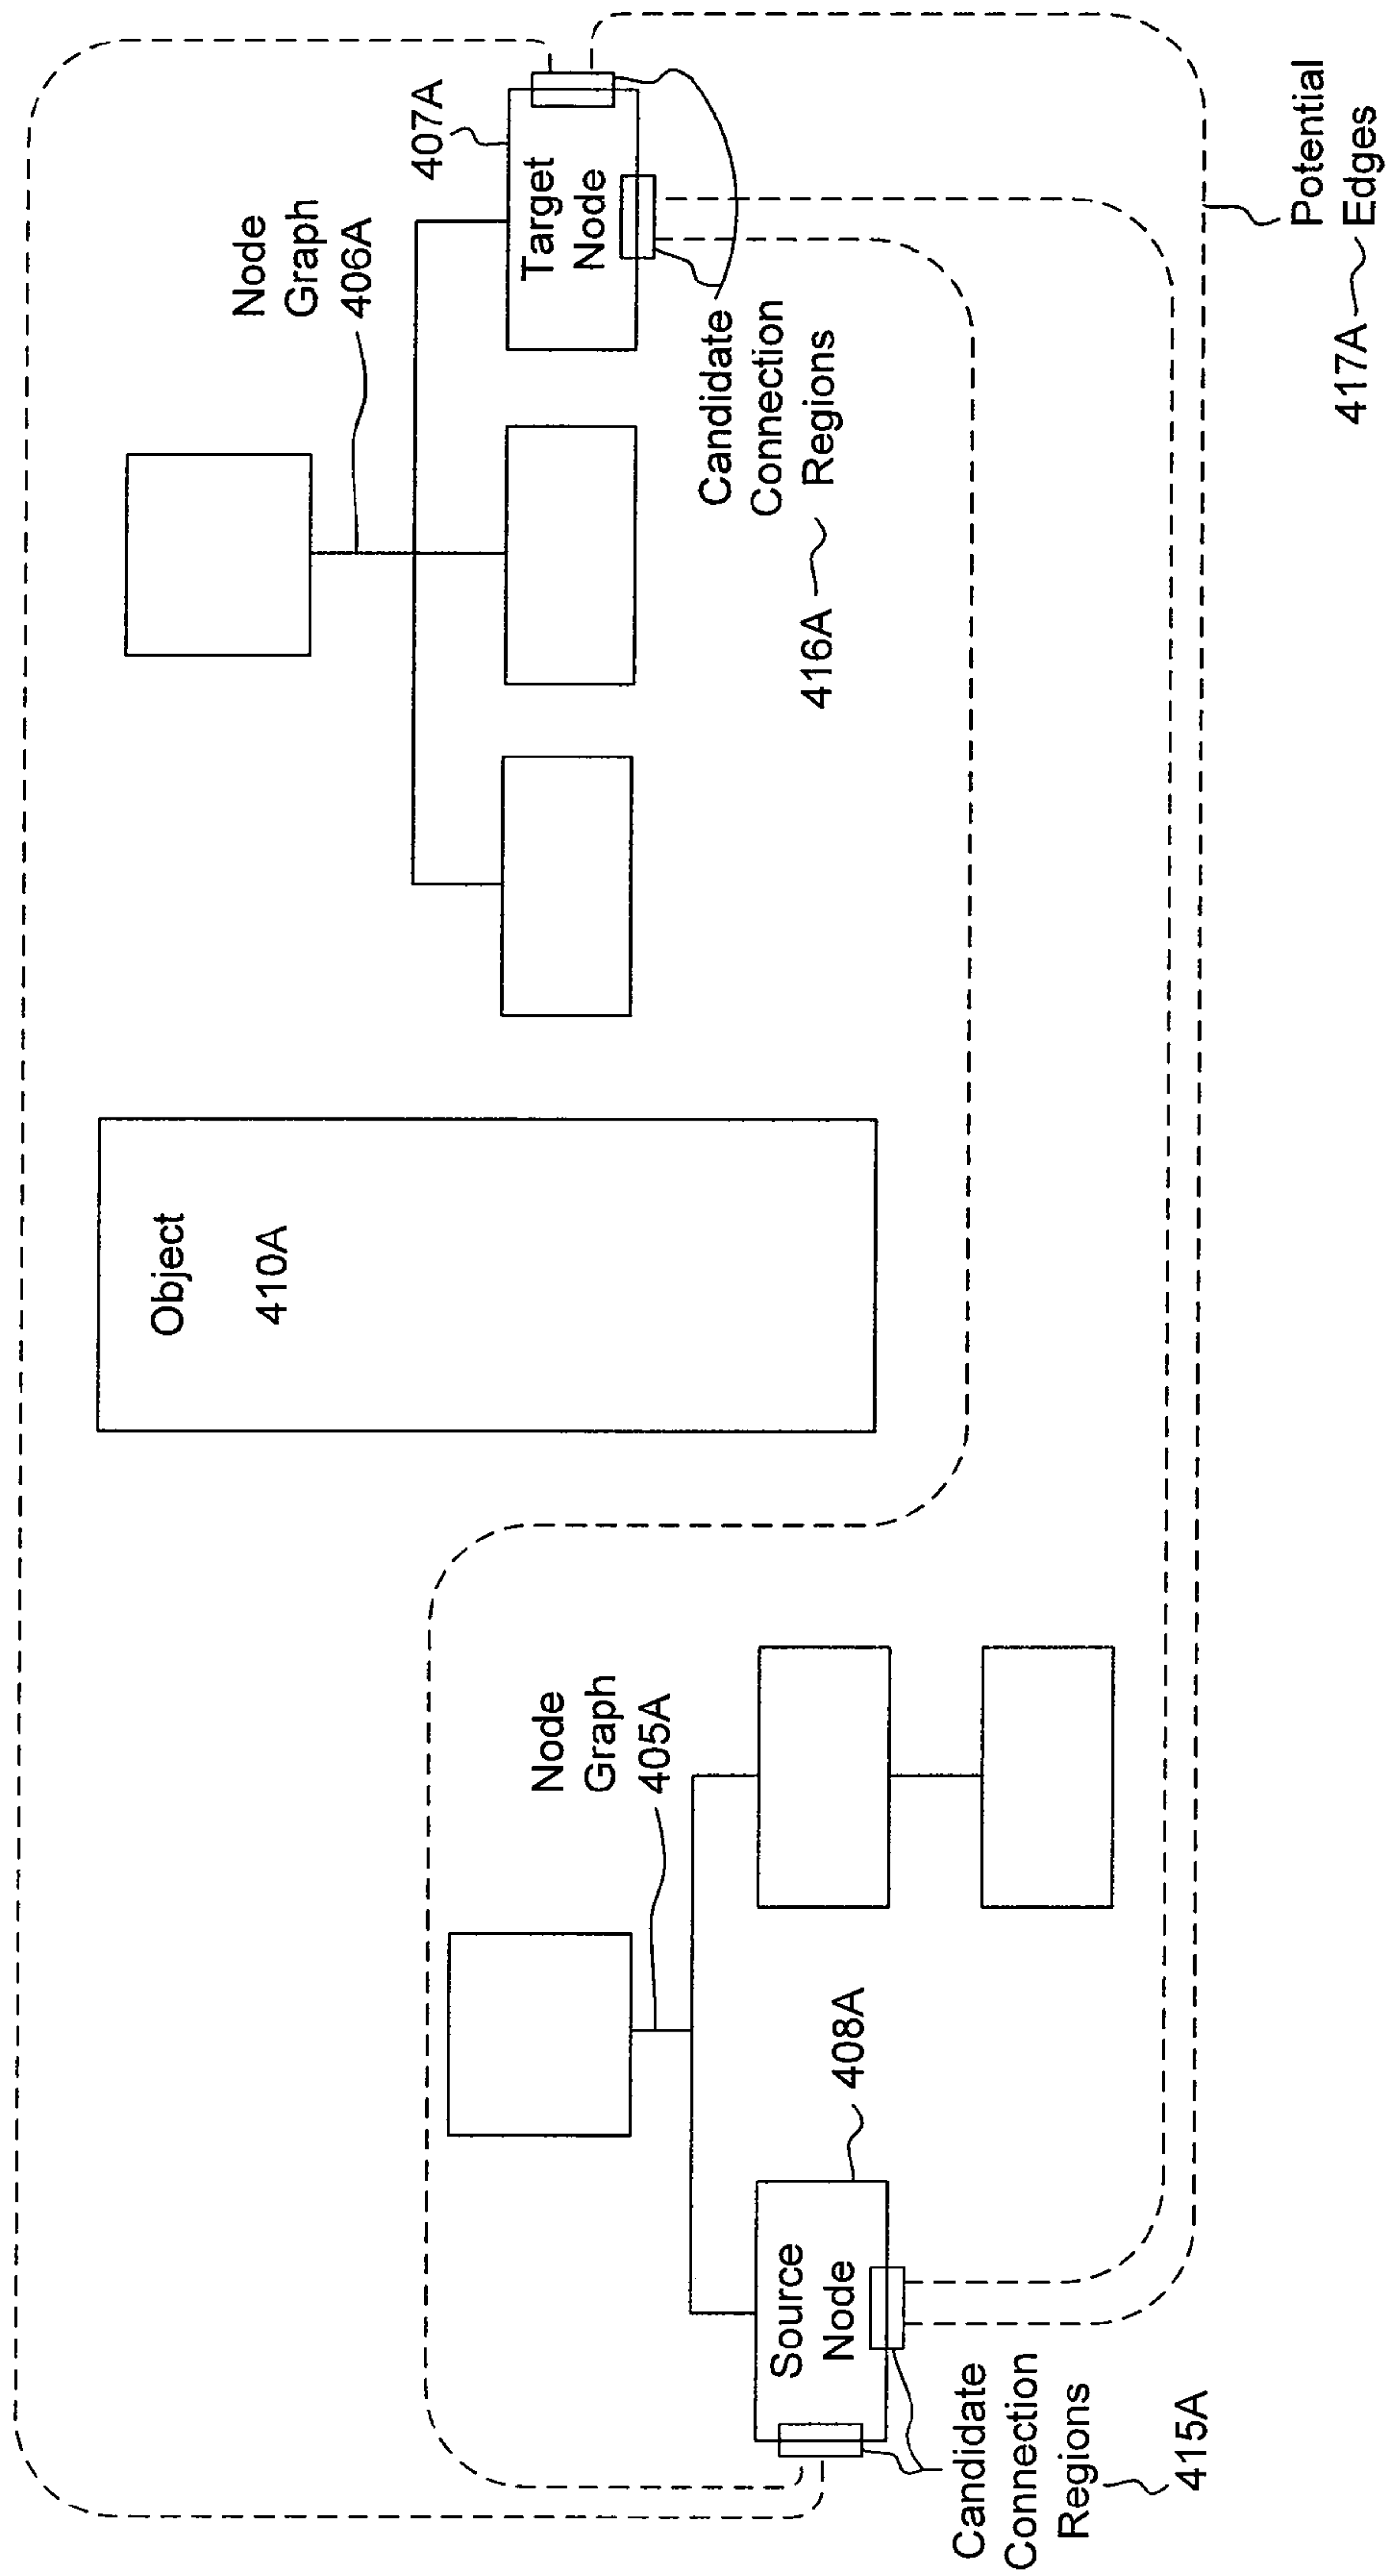 Node
Graph
406A
407A
Target
Node
Candidate
Connection
Regions
416A
Potential
Edges
417A
Object
410A
Node
Graph
405A
408A
Source
Node
Candidate
Connection
Regions
415A